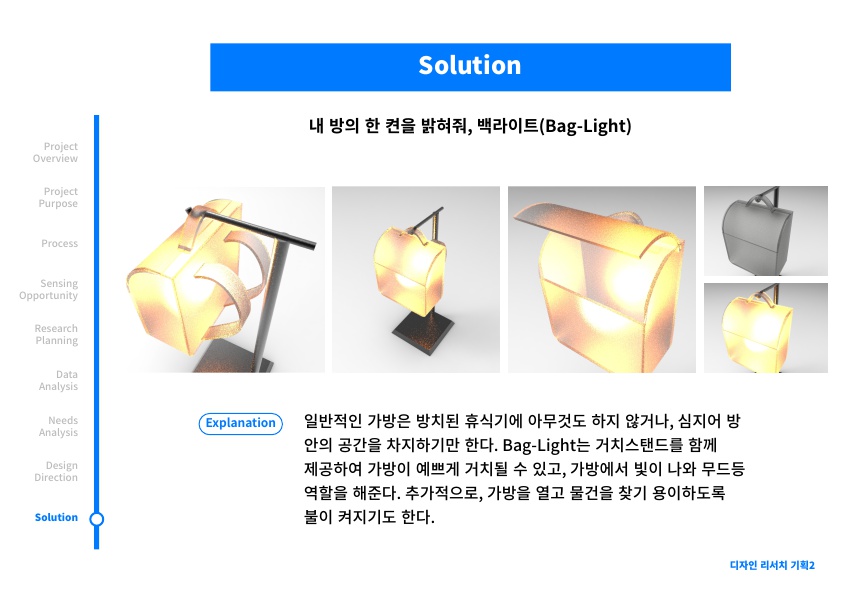 Solution
내 방의 한 켠을 밝혀줘, 백라이트(Bag-Light)
Project
Overview
Project
Purpose
Process
Sensing
Opportunity
Research
Planning
Data
Analysis
Needs
Analysis
Design
Direction
Solution
Explanation
일반적인 가방은 방치된 휴식기에 아무것도 하지 않거나, 심지어 방
안의 공간을 차지하기만 한다. Bag-Light는 거치스탠드를 함께
제공하여 가방이 예쁘게 거치될 수 있고, 가방에서 빛이 나와 무드등
역할을 해준다. 추가적으로, 가방을 열고 물건을 찾기 용이하도록
불이 켜지기도 한다.
디자인 리서치 기획2